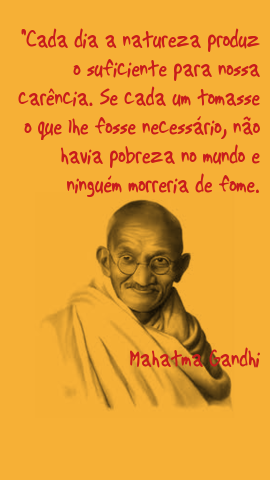 "Cada dia a natureza produz
o suficiente para nossa
carência. Se cada um tomasse
o que lhe fosse necessário, não
havia pobreza no mundo e
ninguém morreria de fome.
Mahatma Gandhi